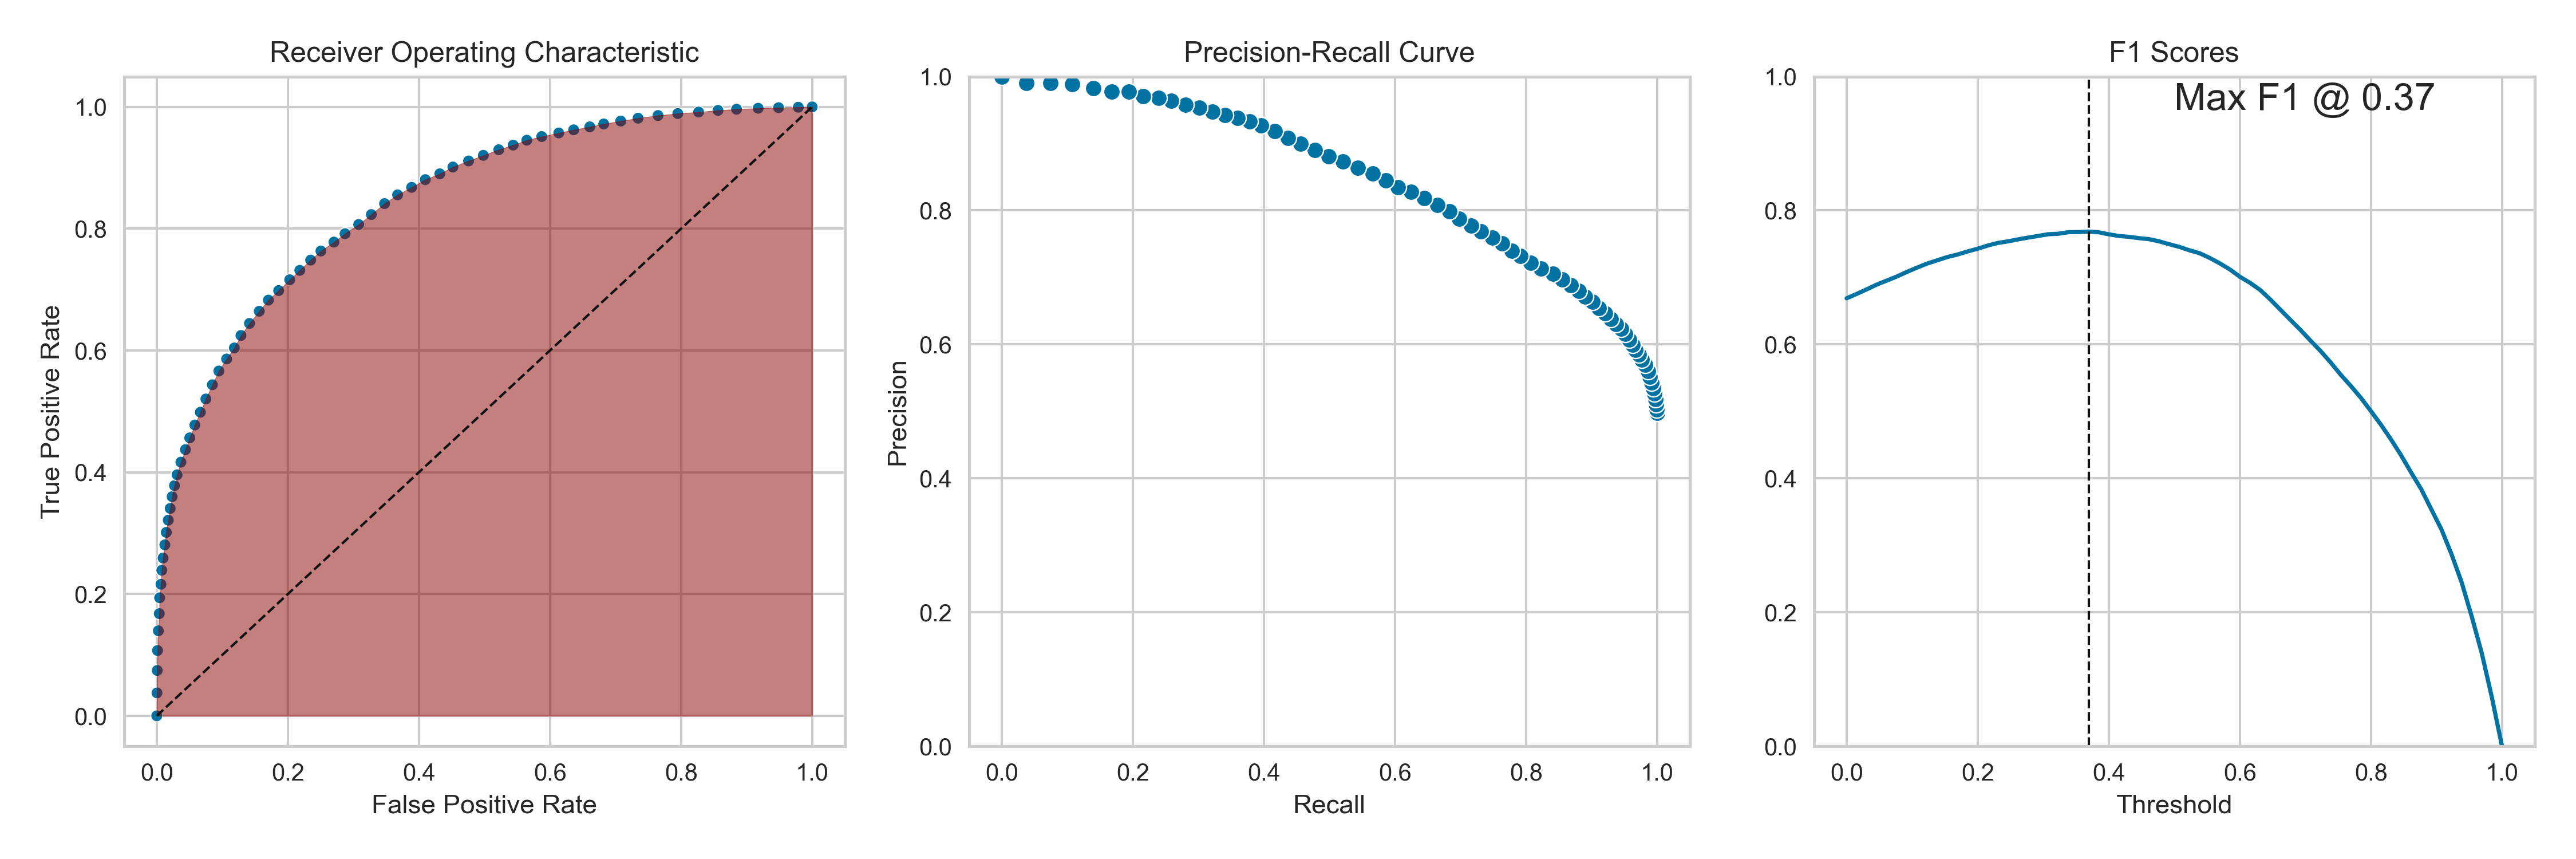 Receiver Operating Characteristic
1.0
0.8
0.6
0.4
0.2
0.0
True Positive Rate
0.0 0.2 0.4 0.6 0.8 1.0
False Positive Rate
Precision-Recall Curve
1.0
0.8
0.6
0.4
0.2
0.0
Precision
0.0 0.2 0.4 0.6 0.8 1.0
Recall
F1 Scores
Max F1 @ 0.37
1.0
0.8
0.6
0.4
0.2
0.0
0.0 0.2 0.4 0.6 0.8 1.0
Threshold